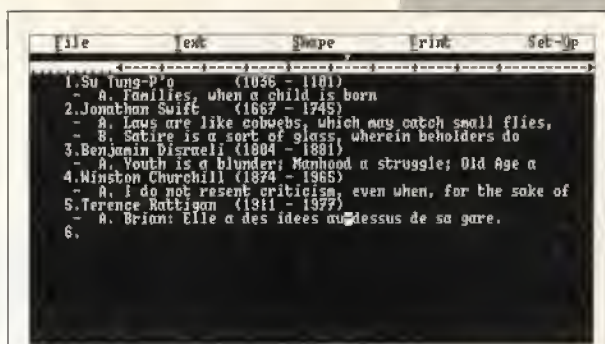 File Text Shape Print Set-Up
1.Su Tung-P'o (1036 - 1101)
- A. Families, when a child is born
2.Jonathan Swift (1667 - 1745)
- A. Laws are like cobwebs, which may catch small flies,
- B. Satire is a sort of glass, wherein beholders do
3.Benjamin Disraeli (1804 - 1881)
- A. Youth is a blunder; Manhood a struggle; Old Age a
4.Winston Churchill (1874 - 1965)
- A. I do not resent criticism, even when, for the sake of
5.Terence Rattigan (1911 - 1977)
- A. Brian: Elle a des idees au-dessus de sa gare.
6.